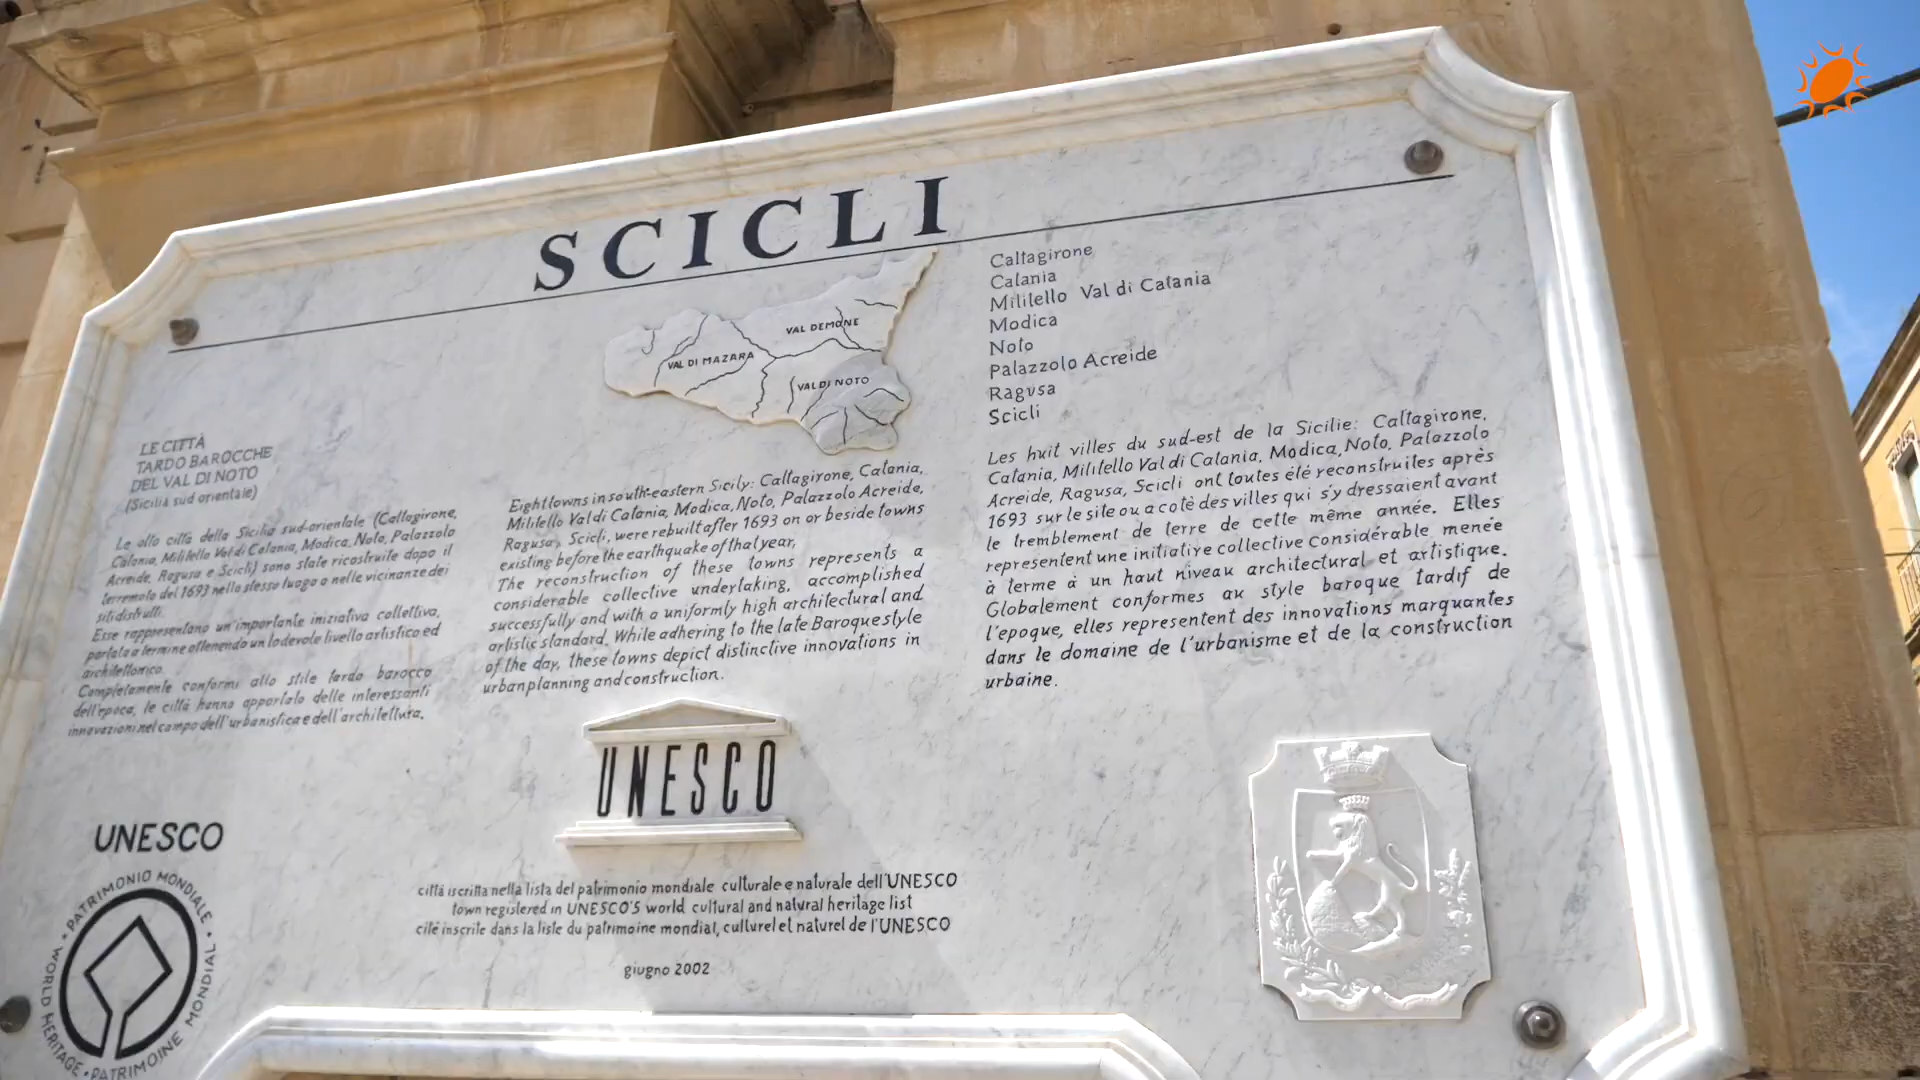 SCICLI
VAL DEMONE
VAL DI MAZARA
VAL DI NOTO
Caltagirone
Catania
Militello Val di Catania
Modica
Noto
Palazzolo Acreide
Ragusa
Scicli
LE CITTÀ
TARDO BAROCCHE
DEL VAL DI NOTO
(Sicilia sud orientale)
Le otto città della Sicilia sud-orientale (Caltagirone,
Catania, Militello Val di Catania, Modica, Noto, Palazzolo
Acreide, Ragusa e Scicli) sono state ricostruite dopo il
terremoto del 1693 nello stesso luogo o nelle vicinanze dei
siti distrutti.
Esse rappresentano un'importante iniziativa collettiva,
portata a termine ottenendo un lodevole livello artistico ed
architettonico.
Completamente conformi allo stile tardo barocco
dell'epoca, le città hanno apportato delle interessanti
innovazioni nel campo dell'urbanistica e dell'architettura.
Eight towns in south-eastern Sicily: Caltagirone, Catania,
Militello Val di Catania, Modica, Noto, Palazzolo Acreide,
Ragusa, Scicli, were rebuilt after 1693 on or beside towns
existing before the earthquake of that year,
The reconstruction of these towns represents a
considerable collective undertaking, accomplished
successfully and with a uniformly high architectural and
artistic standard. While adhering to the late Baroque style
of the day, these towns depict distinctive innovations in
urban planning and construction.
Les huit villes du sud-est de la Sicilie: Caltagirone,
Catania, Militello Val di Catania, Modica, Noto, Palazzolo
Acreide, Ragusa, Scicli ont toutes été reconstruites après
1693 sur le site ou a cotè des villes qui s'y dressaient avant
le tremblement de terre de cette même année. Elles
representent une initiative collective considérable menée
à terme à un haut niveau architectural et artistique.
Globalement conformes au style baroque tardif de
l'epoque, elles representent des innovations marquantes
dans le domaine de l'urbanisme et de la construction
urbaine.
UNESCO
UNESCO
PATRIMONIO MONDIALE • WORLD HERITAGE • PATRIMOINE MONDIAL •
città iscritta nella lista del patrimonio mondiale culturale e naturale dell'UNESCO
town registered in UNESCO'S world cultural and natural heritage list
cité inscrite dans la liste du patrimoine mondial, culturel et naturel de l'UNESCO
giugno 2002